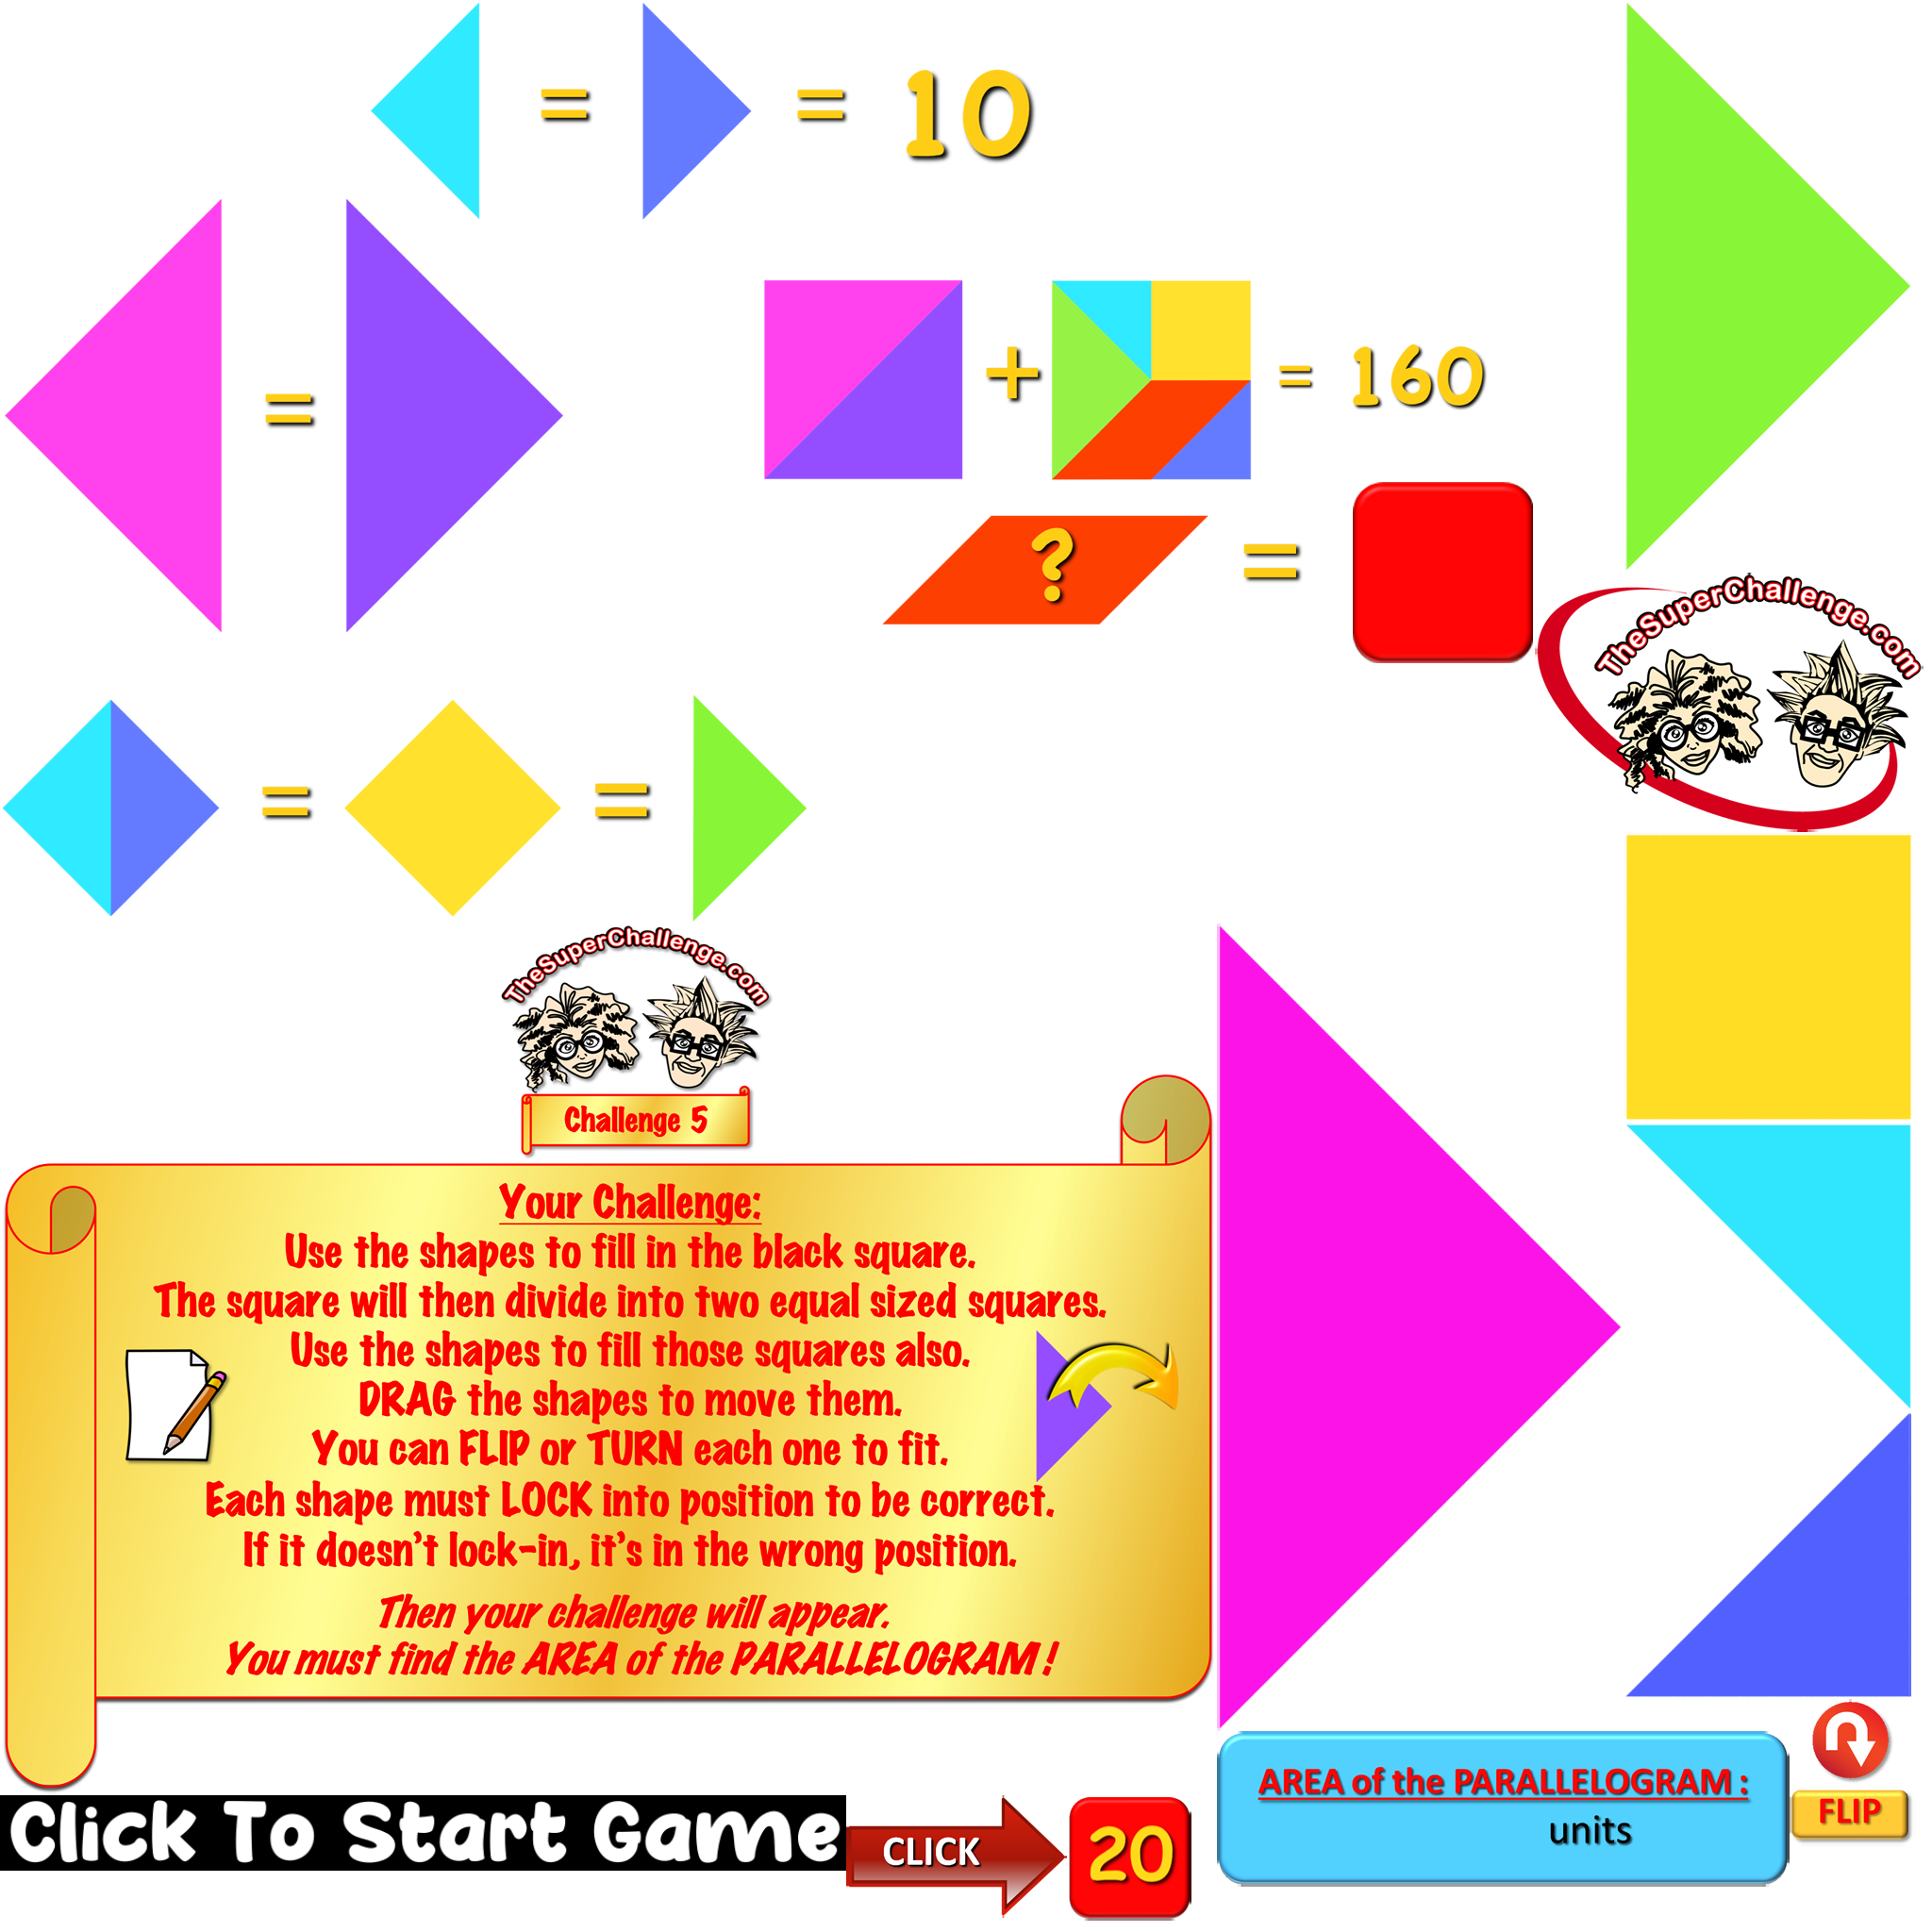 = = 10
=
+ = 160
? =
TheSuperChallenge.com
= =
TheSuperChallenge.com
Challenge 5
Your Challenge:
Use the shapes to fill in the black square.
The square will then divide into two equal sized squares.
Use the shapes to fill those squares also.
DRAG the shapes to move them.
You can FLIP or TURN each one to fit.
Each shape must LOCK into position to be correct.
If it doesn't lock-in, it's in the wrong position.
Then your challenge will appear.
You must find the AREA of the PARALLELOGRAM!
Click To Start Game
CLICK
20
AREA of the PARALLELOGRAM :
units
FLIP